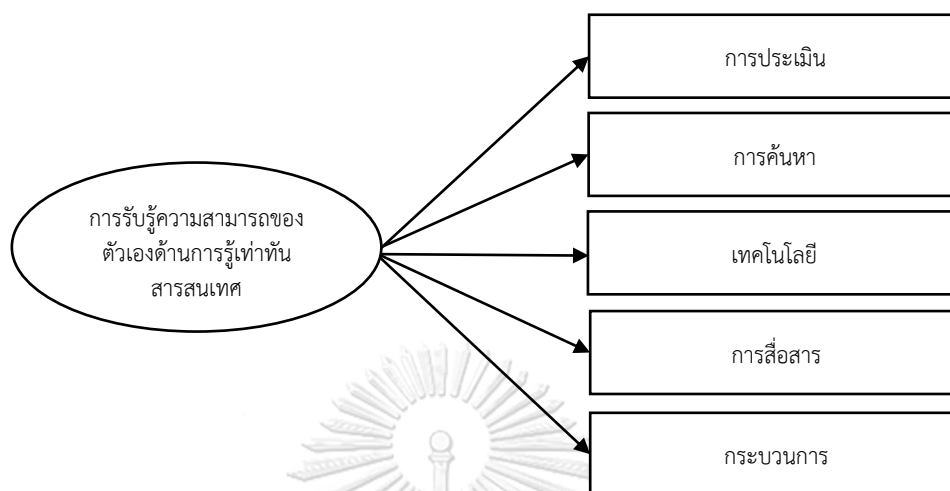 การประเมิน
การค้นหา
การรับรู้ความสามารถของ
ตัวเองด้านการรู้เท่าทัน
สารสนเทศ
เทคโนโลยี
การสื่อสาร
กระบวนการ